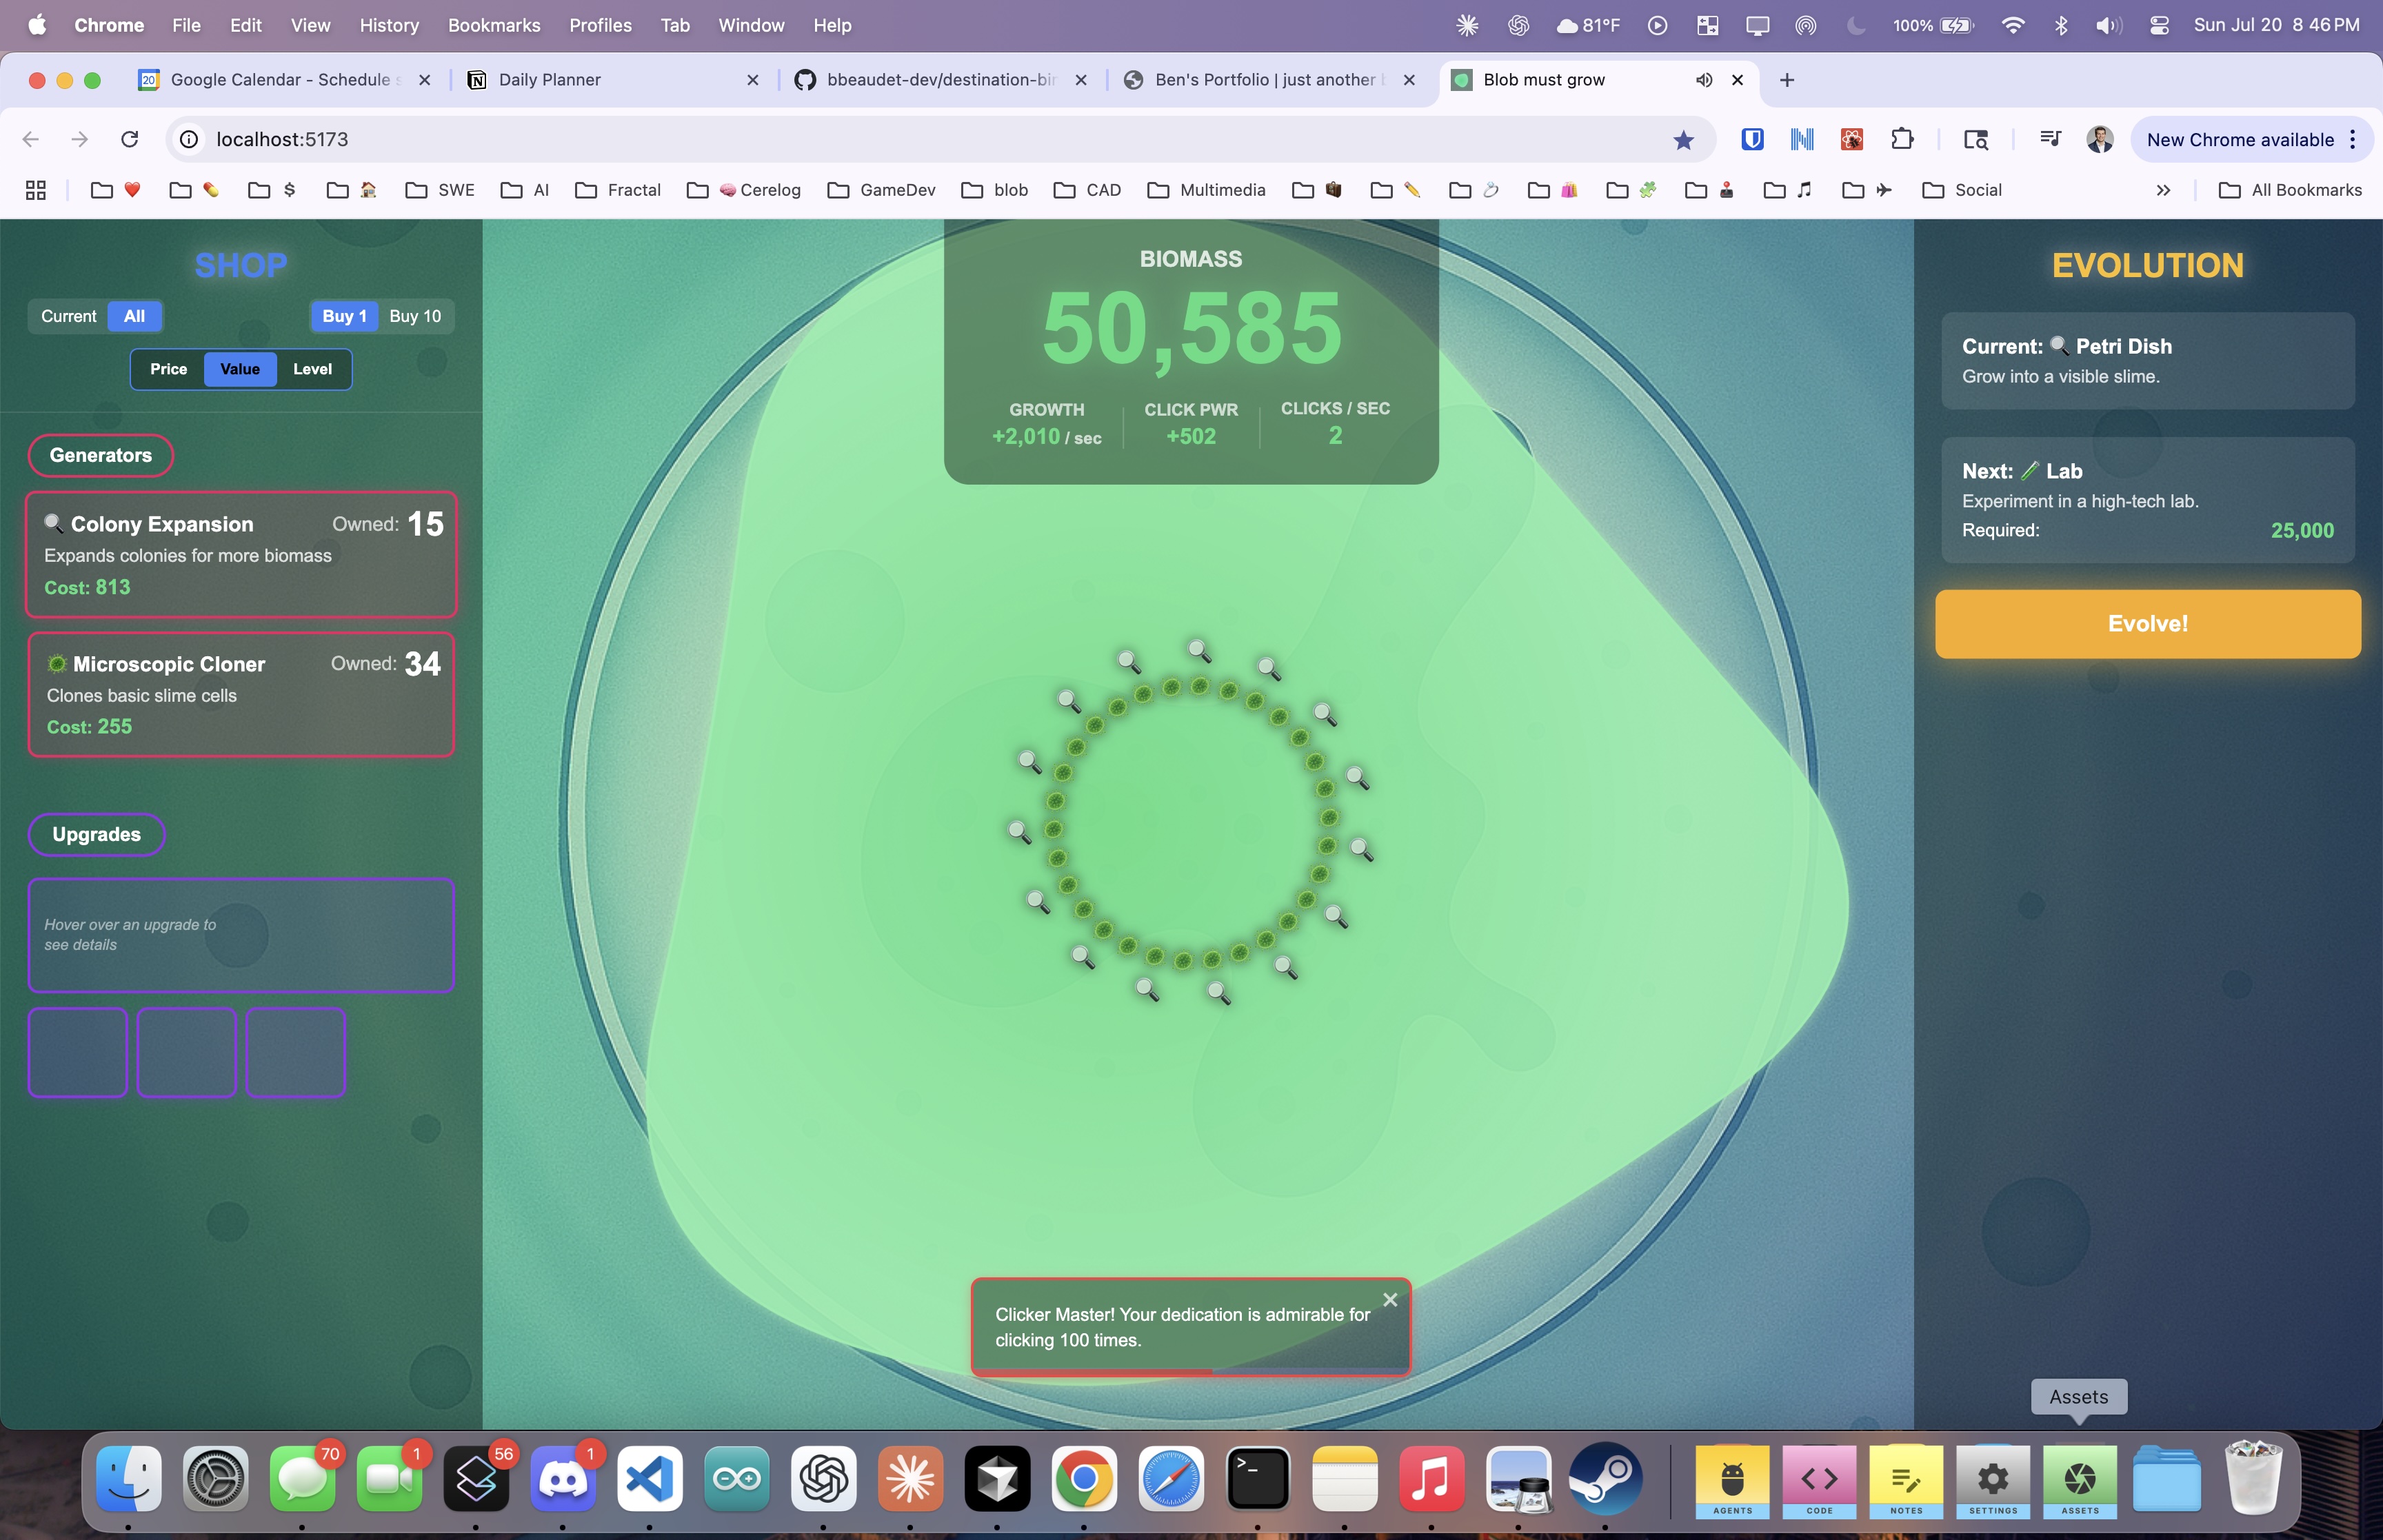 Chrome File Edit View History Bookmarks Profiles Tab Window Help 81°F 100% Sun Jul 20 8 46 PM
20 Google Calendar - Schedule s Daily Planner bbeaudet-dev/destination-bir Ben's Portfolio | just another b Blob must grow
localhost:5173 New Chrome available
$ SWE AI Fractal Cerelog GameDev blob CAD Multimedia Social >> All Bookmarks
SHOP
Current All Buy 1 Buy 10
Price Value Level
Generators
Colony Expansion Owned: 15
Expands colonies for more biomass
Cost: 813
Microscopic Cloner Owned: 34
Clones basic slime cells
Cost: 255
Upgrades
Hover over an upgrade to
see details
BIOMASS
50,585
GROWTH CLICK PWR CLICKS / SEC
+2,010 / sec +502 2
Clicker Master! Your dedication is admirable for
clicking 100 times.
EVOLUTION
Current: Petri Dish
Grow into a visible slime.
Next: Lab
Experiment in a high-tech lab.
Required: 25,000
Evolve!
Assets
70 1 56 1
>_
AGENTS CODE NOTES SETTINGS ASSETS